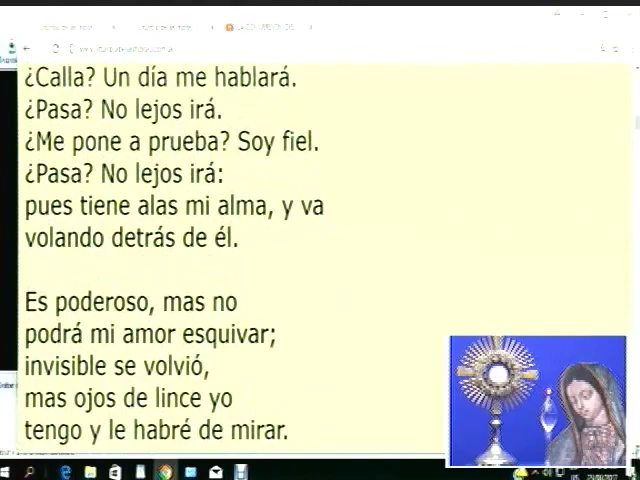 ¿Calla? Un día me hablará.
¿Pasa? No lejos irá.
¿Me pone a prueba? Soy fiel.
¿Pasa? No lejos irá:
pues tiene alas mi alma, y va
volando detrás de él.
Es poderoso, mas no
podrá mi amor esquivar;
invisible se volvió,
mas ojos de lince yo
tengo y le habré de mirar.